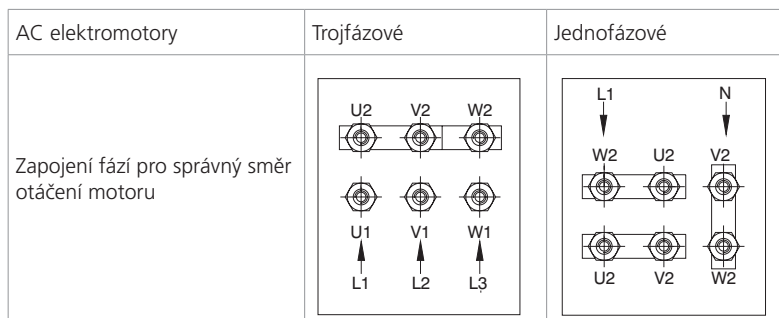 AC elektromotory
Trojfázové
Jednofázové
Zapojení fází pro správný směr
otáčení motoru
U2 V2 W2
U1 V1 W1
L1 L2 L3
L1 N
W2 U2 V2
U2 V2 W2